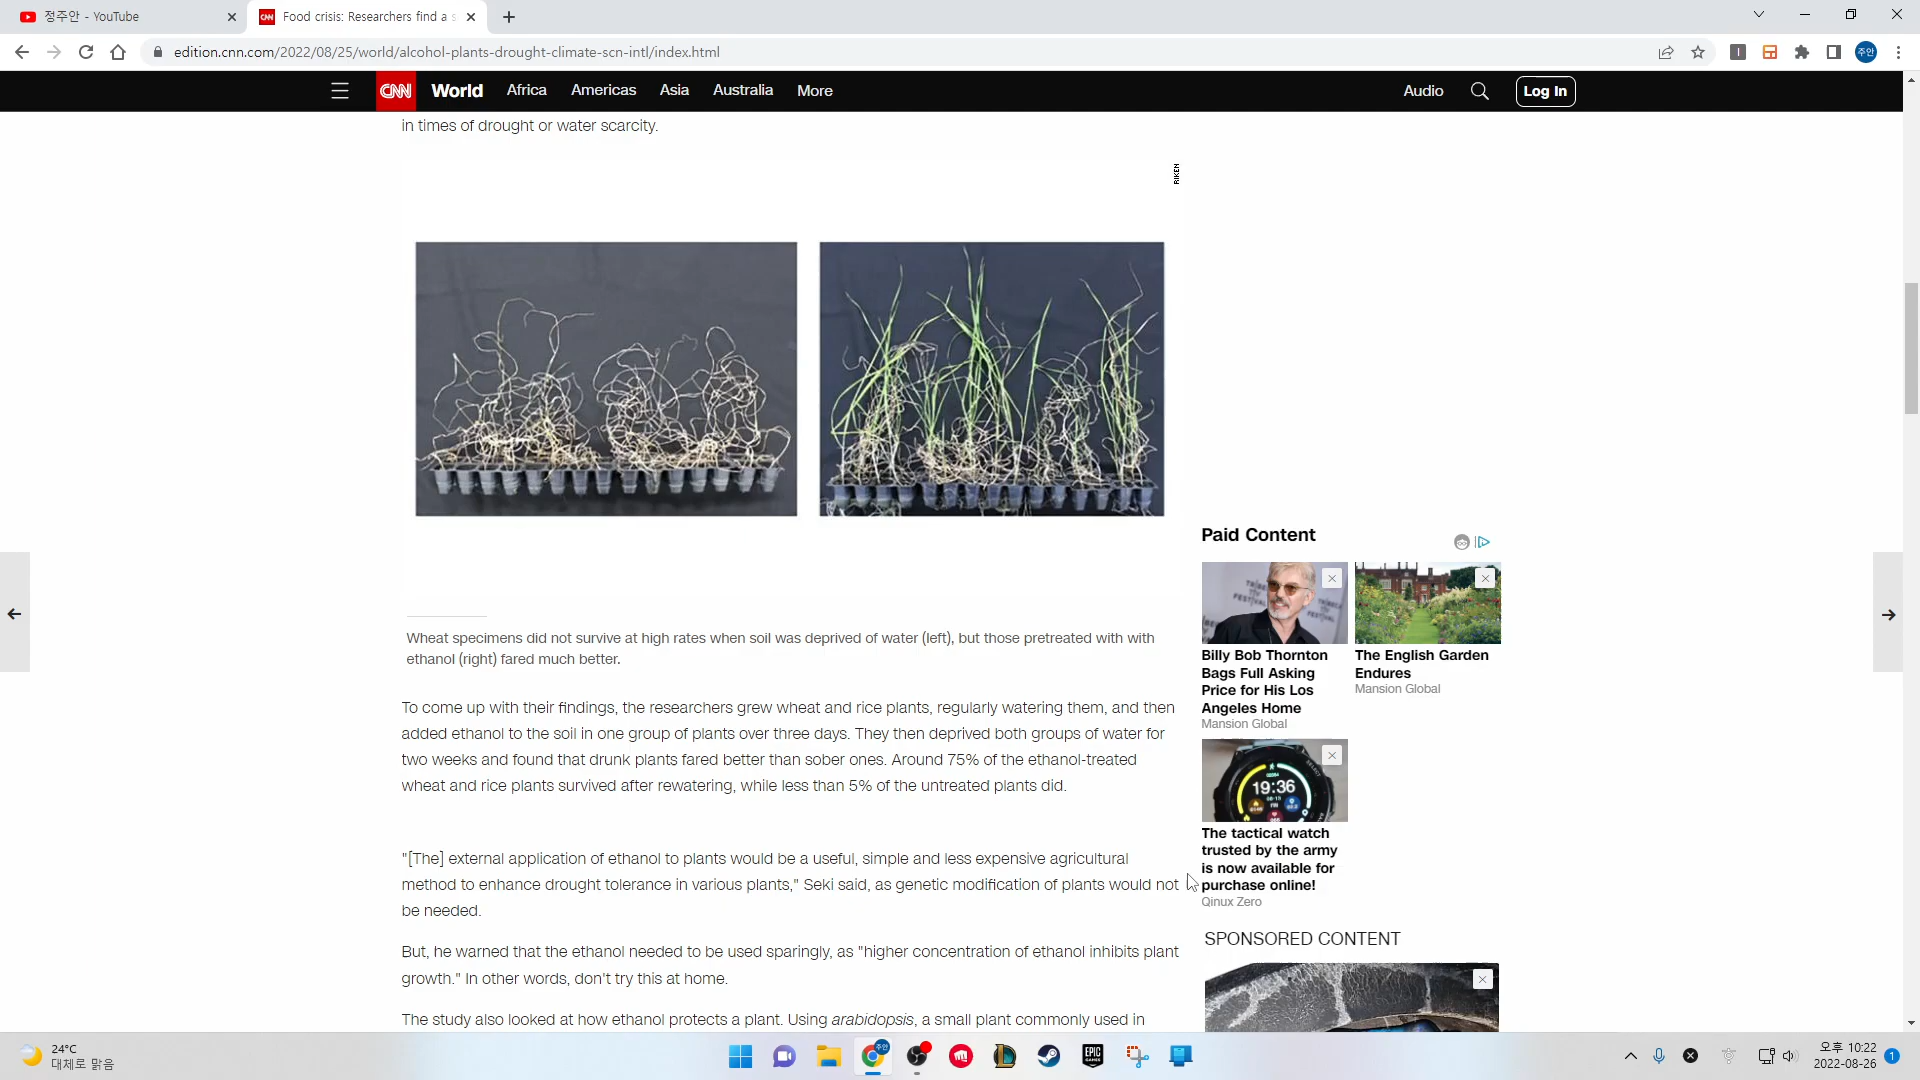 정주안 - YouTube
Food crisis: Researchers find a s
edition.cnn.com/2022/08/25/world/alcohol-plants-drought-climate-scn-intl/index.html
주안
CNN World Africa Americas Asia Australia More Audio Log In
in times of drought or water scarcity.
RIKEN
Wheat specimens did not survive at high rates when soil was deprived of water (left), but those pretreated with with
ethanol (right) fared much better.
To come up with their findings, the researchers grew wheat and rice plants, regularly watering them, and then
added ethanol to the soil in one group of plants over three days. They then deprived both groups of water for
two weeks and found that drunk plants fared better than sober ones. Around 75% of the ethanol-treated
wheat and rice plants survived after rewatering, while less than 5% of the untreated plants did.
"[The] external application of ethanol to plants would be a useful, simple and less expensive agricultural
method to enhance drought tolerance in various plants," Seki said, as genetic modification of plants would not
be needed.
But, he warned that the ethanol needed to be used sparingly, as "higher concentration of ethanol inhibits plant
growth." In other words, don't try this at home.
The study also looked at how ethanol protects a plant. Using arabidopsis, a small plant commonly used in
Paid Content
Billy Bob Thornton
Bags Full Asking
Price for His Los
Angeles Home
Mansion Global
The English Garden
Endures
Mansion Global
19:36
The tactical watch
trusted by the army
is now available for
purchase online!
Qinux Zero
SPONSORED CONTENT
24°C
대체로 맑음
주안
EPIC
GAMES
오후 10:22
2022-08-26
1